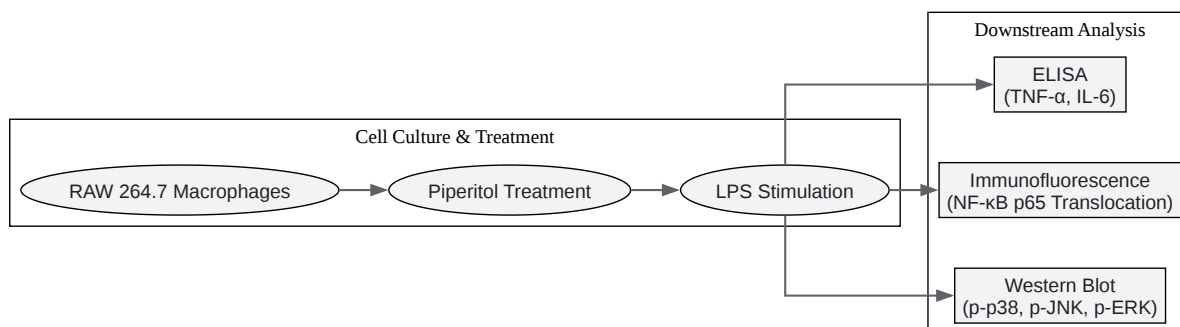 Downstream Analysis
ELISA
(TNF-α, IL-6)
Cell Culture & Treatment
RAW 264.7 Macrophages
Piperitol Treatment
LPS Stimulation
Immunofluorescence
(NF-κB p65 Translocation)
Western Blot
(p-p38, p-JNK, p-ERK)